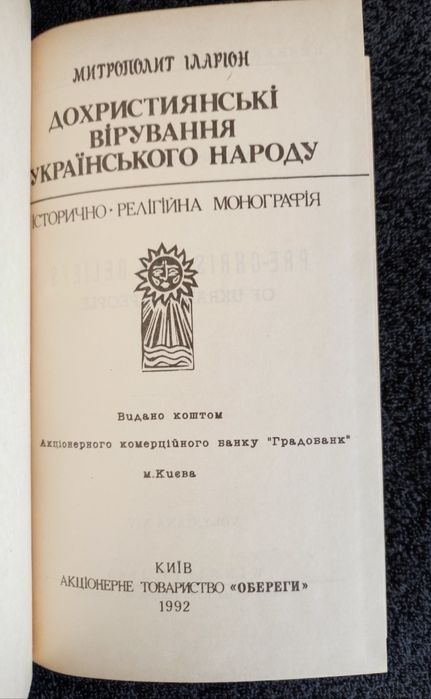 МИТРОПОЛИТ ІЛАРІОН
ДОХРИСТИЯНСЬКІ
ВІРУВАННЯ
УКРАЇНСЬКОГО НАРОДУ
ІСТОРИЧНО · РЕЛІГІЙНА МОНОГРАФІЯ
Видано коштом
Акціонерного комерційного банку "Градобанк"
м.Києва
КИЇВ
АКЦІОНЕРНЕ ТОВАРИСТВО «ОБЕРЕГИ»
1992